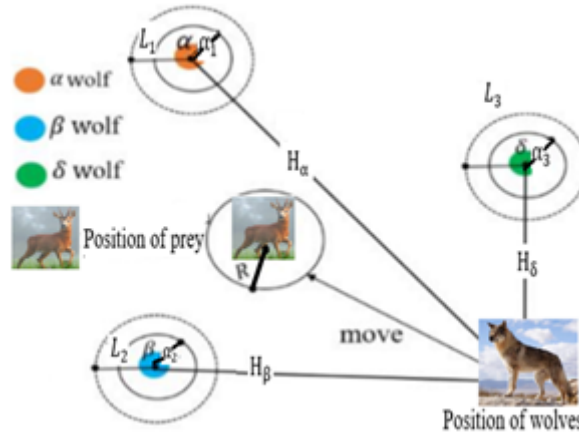 L₁
α α₁
α wolf
β wolf
δ wolf
L₃
δ α₃
Hα
Position of prey
R
Hδ
move
L₂
β α₂
Hβ
Position of wolves